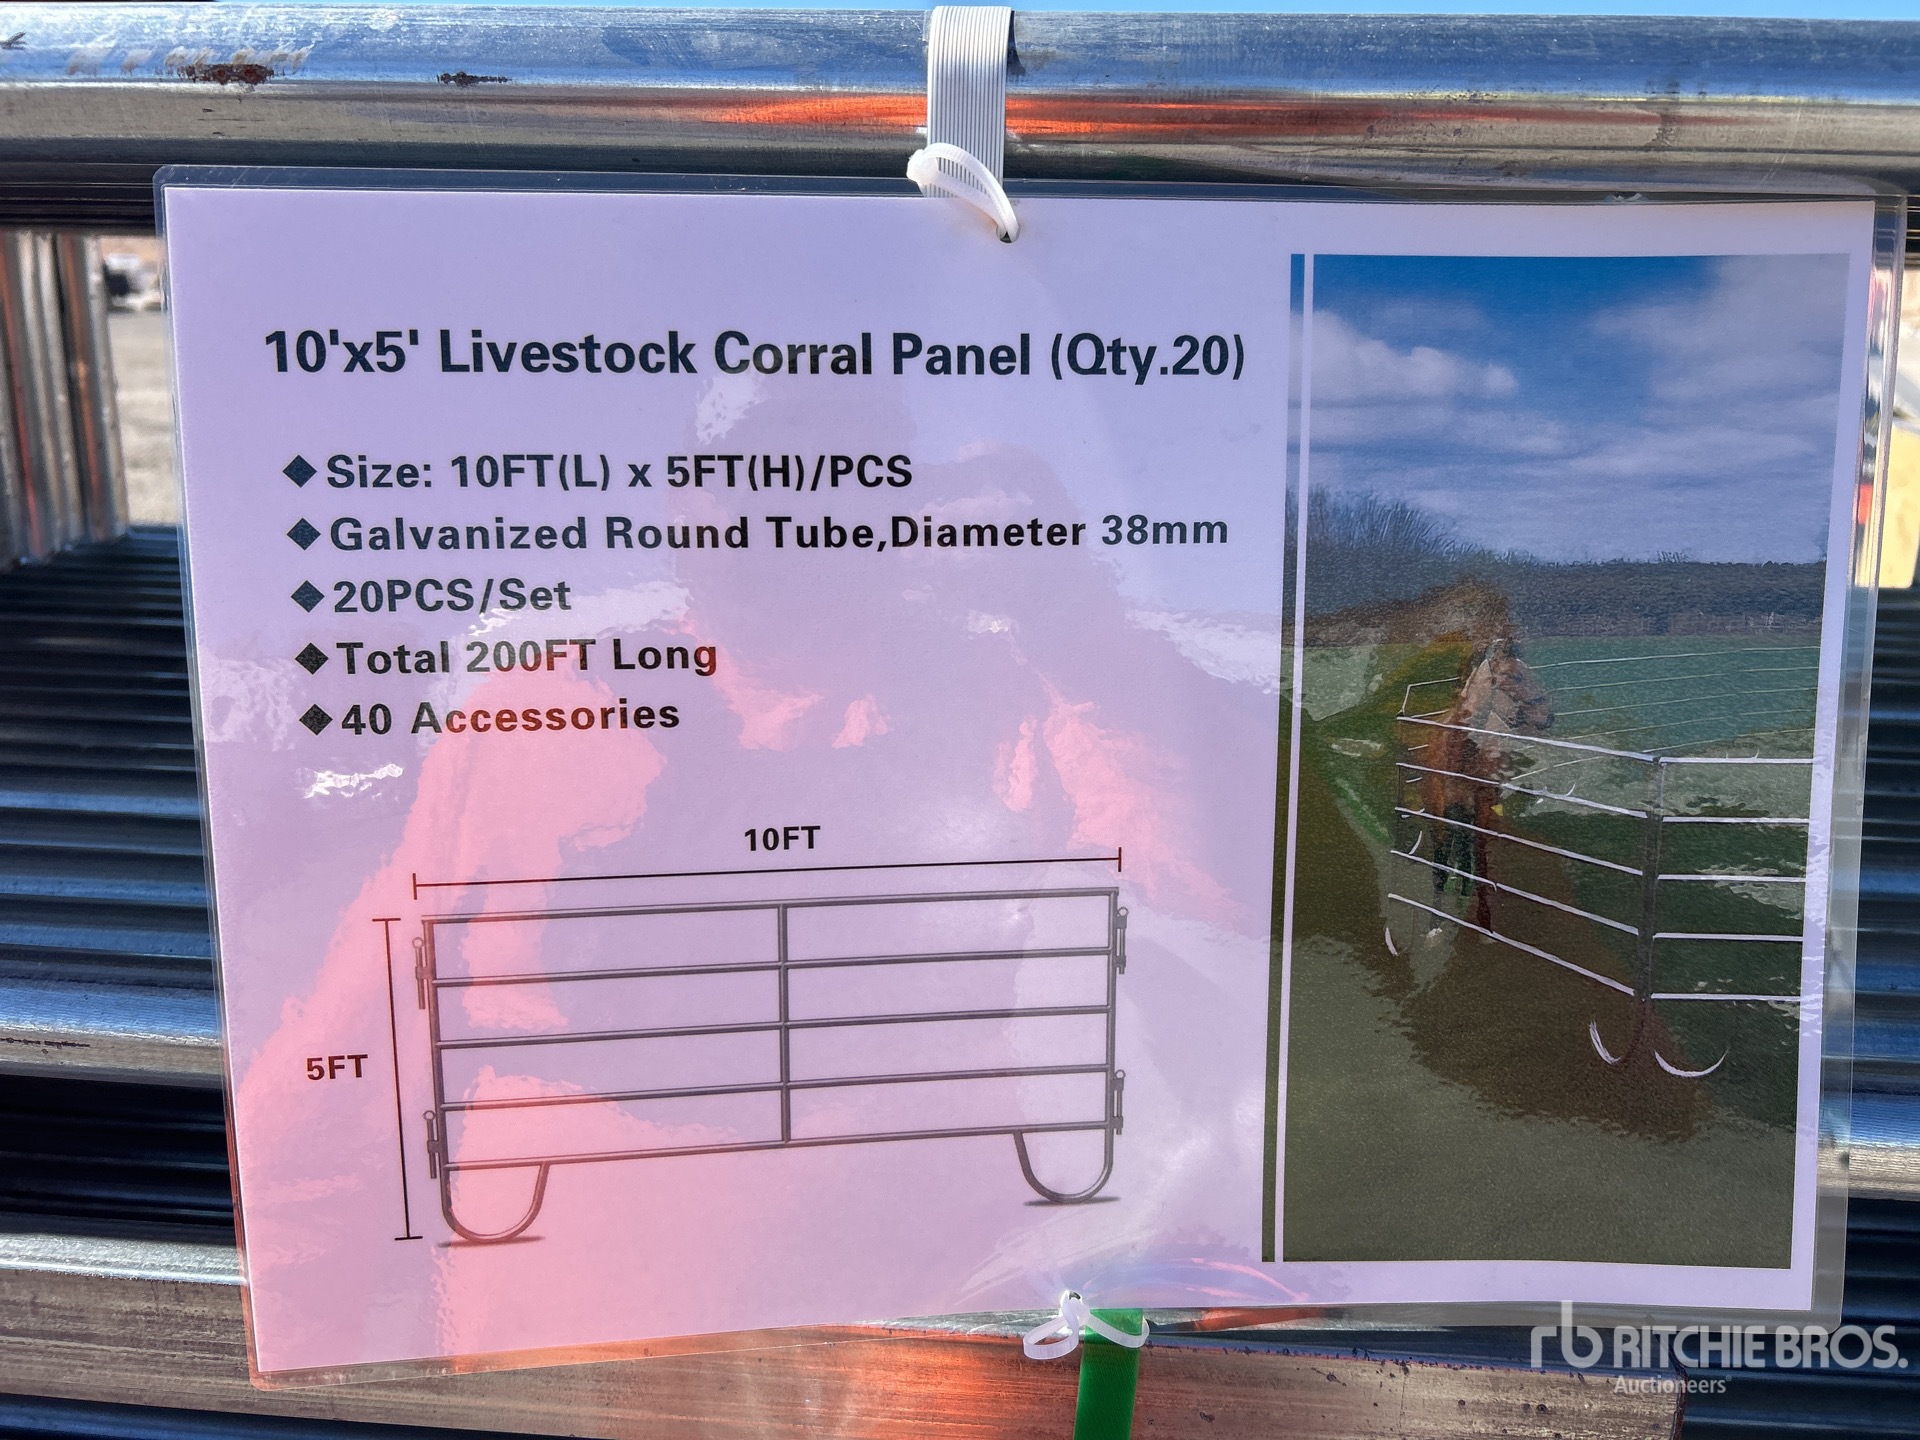 10'x5' Livestock Corral Panel (Qty.20)
◆Size: 10FT(L) x 5FT(H)/PCS
◆Galvanized Round Tube,Diameter 38mm
◆20PCS/Set
◆Total 200FT Long
◆40 Accessories
10FT
5FT
rb RITCHIE BROS.
Auctioneers